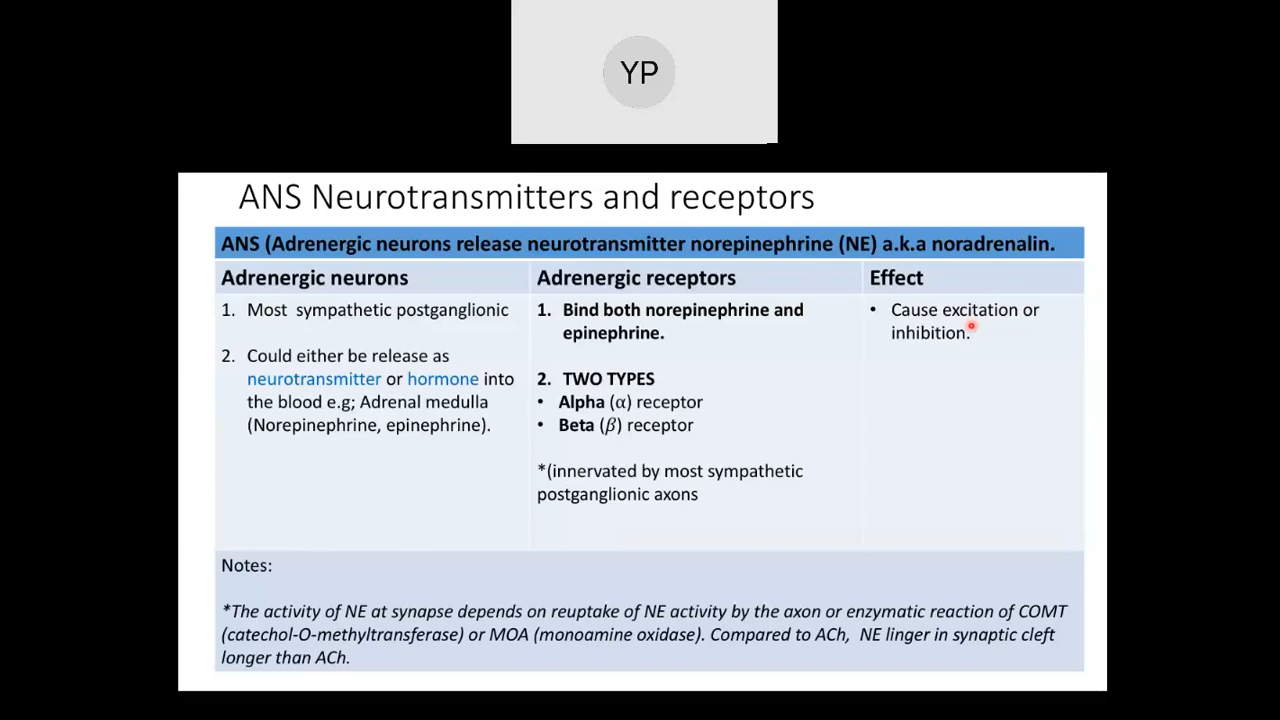 YP
ANS Neurotransmitters and receptors
ANS (Adrenergic neurons release neurotransmitter norepinephrine (NE) a.k.a noradrenalin.
Adrenergic neurons
1. Most sympathetic postganglionic
2. Could either be release as
neurotransmitter or hormone into
the blood e.g; Adrenal medulla
(Norepinephrine, epinephrine).
Adrenergic receptors
1. Bind both norepinephrine and
epinephrine.
2. TWO TYPES
• Alpha (α) receptor
• Beta (β) receptor
*(innervated by most sympathetic
postganglionic axons
Effect
• Cause excitation or
inhibition.
Notes:
*The activity of NE at synapse depends on reuptake of NE activity by the axon or enzymatic reaction of COMT
(catechol-O-methyltransferase) or MOA (monoamine oxidase). Compared to ACh, NE linger in synaptic cleft
longer than ACh.